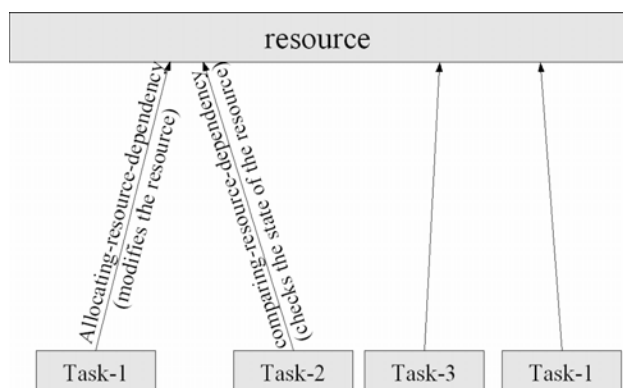 resource
Allocating-resource-dependency
(modifies the resource)
comparing-resource-dependency
(checks the state of the resource)
Task-1
Task-2
Task-3
Task-1